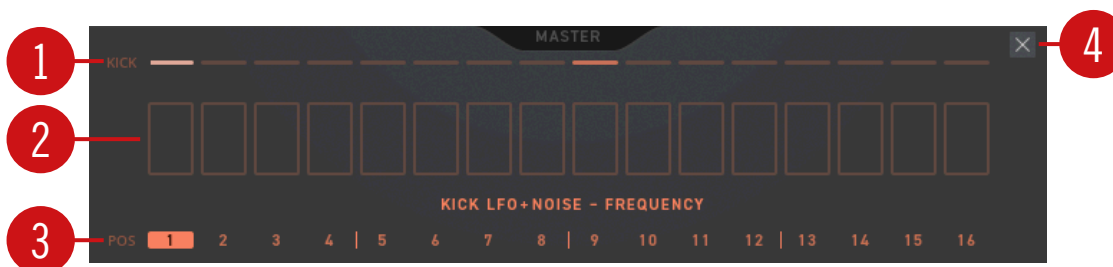 MASTER
1 KICK 4
2
KICK LFO+NOISE – FREQUENCY
3 POS 1 2 3 4 | 5 6 7 8 | 9 10 11 12 | 13 14 15 16